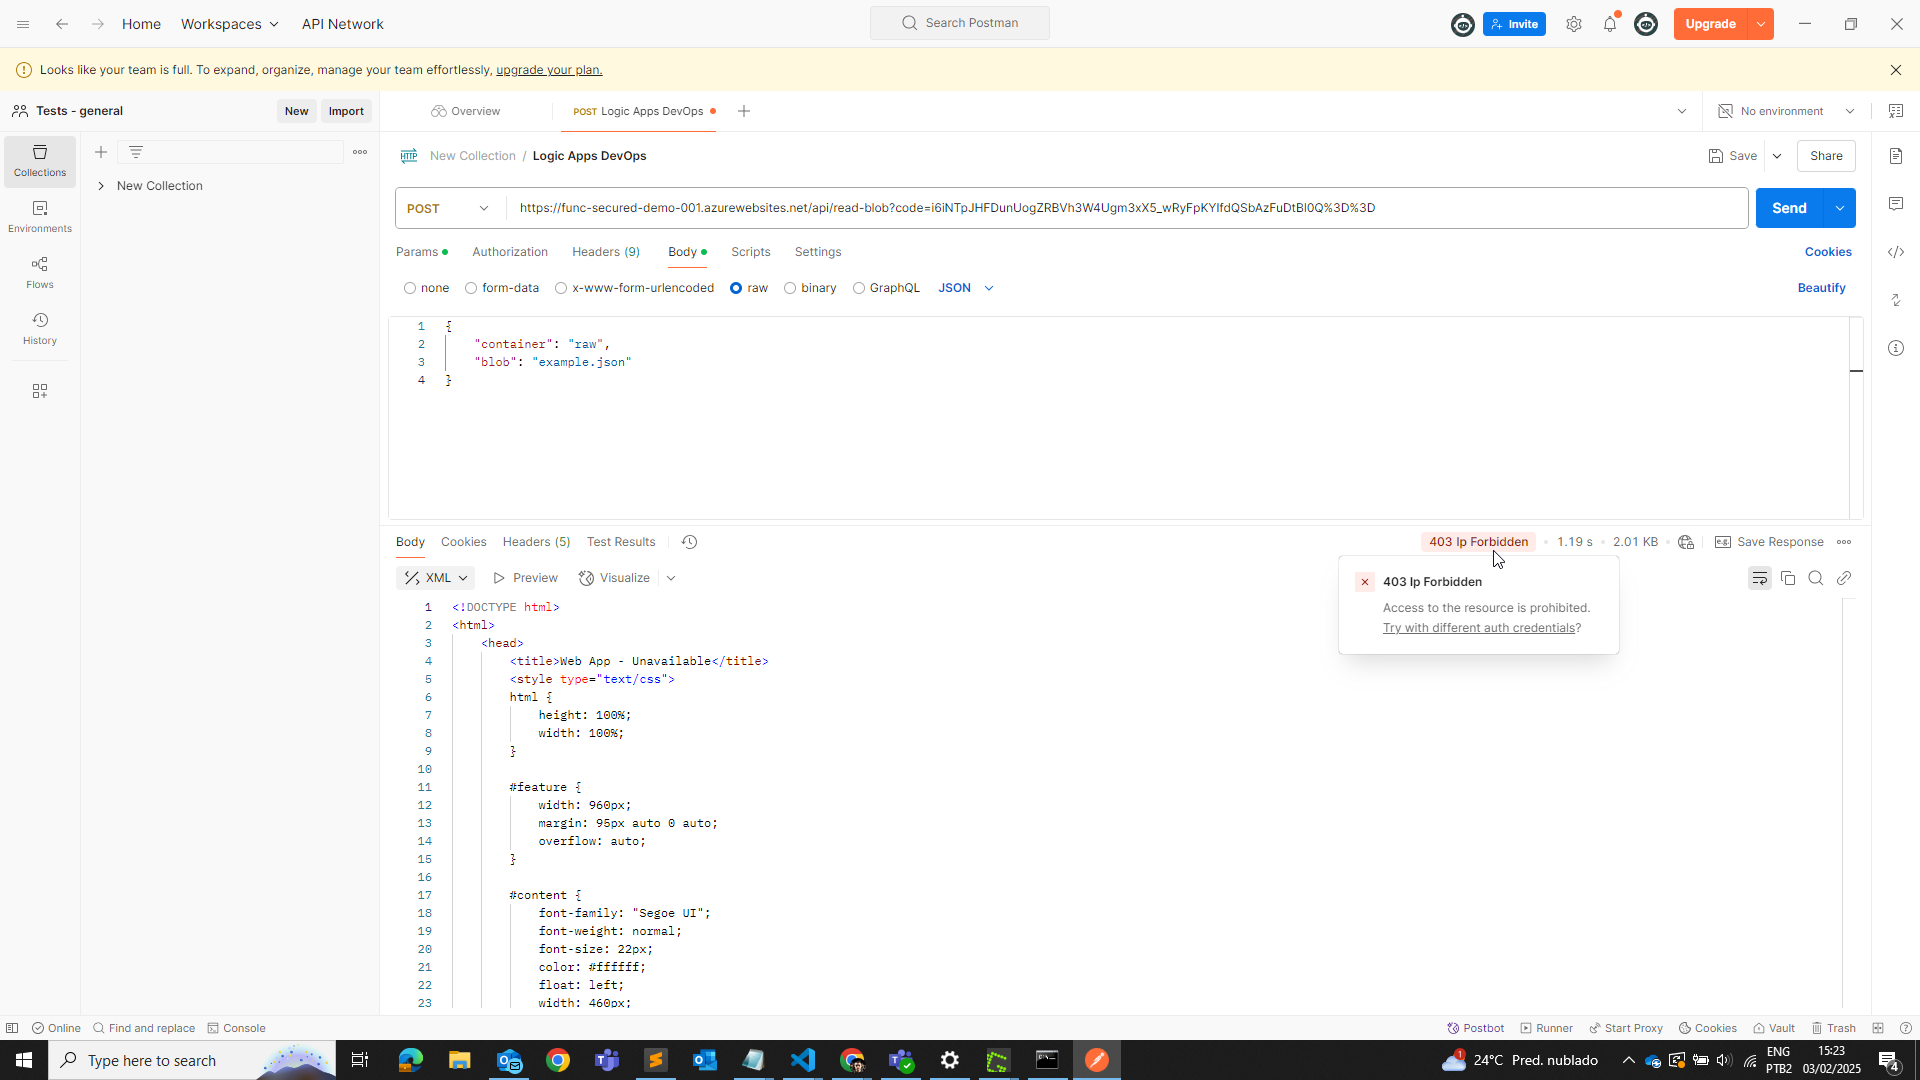 Home
Workspaces
API Network
Search Postman
Invite
Upgrade
Looks like your team is full. To expand, organize, manage your team effortlessly, upgrade your plan.
Tests - general
New
Import
Overview
POST Logic Apps DevOps
No environment
Collections
New Collection
HTTP
New Collection / Logic Apps DevOps
Save
Share
Environments
Flows
History
POST
https://func-secured-demo-001.azurewebsites.net/api/read-blob?code=i6iNTpJHFDunUogZRBVh3W4Ugm3xX5_wRyFpKYlfdQSbAzFuDtBl0Q%3D%3D
Send
Params
Authorization
Headers (9)
Body
Scripts
Settings
Cookies
none
form-data
x-www-form-urlencoded
raw
binary
GraphQL
JSON
Beautify
1 {
2 "container": "raw",
3 "blob": "example.json"
4 }
Body
Cookies
Headers (5)
Test Results
403 Ip Forbidden
1.19 s
2.01 KB
e.g. Save Response
XML
Preview
Visualize
403 Ip Forbidden
Access to the resource is prohibited.
Try with different auth credentials?
1 <!DOCTYPE html>
2 <html>
3 <head>
4 <title>Web App - Unavailable</title>
5 <style type="text/css">
6 html {
7 height: 100%;
8 width: 100%;
9 }
10
11 #feature {
12 width: 960px;
13 margin: 95px auto 0 auto;
14 overflow: auto;
15 }
16
17 #content {
18 font-family: "Segoe UI";
19 font-weight: normal;
20 font-size: 22px;
21 color: #ffffff;
22 float: left;
23 width: 460px;
Online
Find and replace
Console
Postbot
Runner
Start Proxy
Cookies
Vault
Trash
Type here to search
1
24°C Pred. nublado
ENG
PTB2
15:23
03/02/2025
4